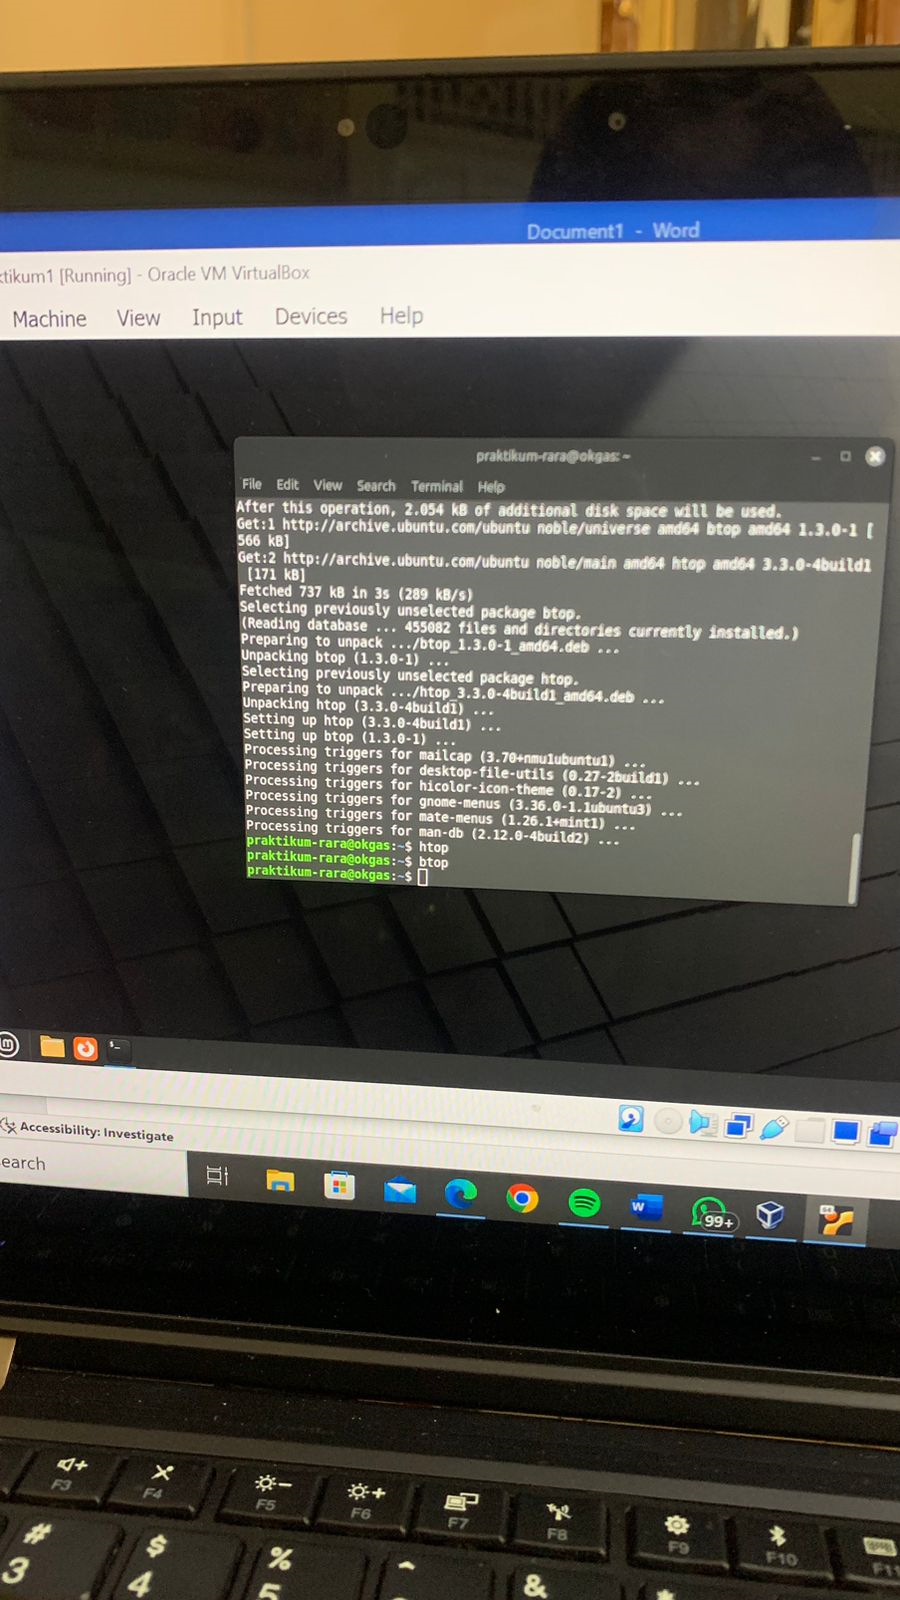 Document1 - Word
ktikum1 [Running] - Oracle VM VirtualBox
Machine View Input Devices Help
praktikum-rara@okgas: ~
File Edit View Search Terminal Help
After this operation, 2.054 kB of additional disk space will be used.
Get:1 http://archive.ubuntu.com/ubuntu noble/universe amd64 btop amd64 1.3.0-1 [
566 kB]
Get:2 http://archive.ubuntu.com/ubuntu noble/main amd64 htop amd64 3.3.0-4build1
[171 kB]
Fetched 737 kB in 3s (289 kB/s)
Selecting previously unselected package btop.
(Reading database ... 455082 files and directories currently installed.)
Preparing to unpack .../btop_1.3.0-1_amd64.deb ...
Unpacking btop (1.3.0-1) ...
Selecting previously unselected package htop.
Preparing to unpack .../htop_3.3.0-4build1_amd64.deb ...
Unpacking htop (3.3.0-4build1) ...
Setting up htop (3.3.0-4build1) ...
Setting up btop (1.3.0-1) ...
Processing triggers for mailcap (3.70+nmu1ubuntu1) ...
Processing triggers for desktop-file-utils (0.27-2build1) ...
Processing triggers for hicolor-icon-theme (0.17-2) ...
Processing triggers for gnome-menus (3.36.0-1.1ubuntu3) ...
Processing triggers for mate-menus (1.26.1+mint1) ...
Processing triggers for man-db (2.12.0-4build2) ...
praktikum-rara@okgas:~$ htop
praktikum-rara@okgas:~$ btop
praktikum-rara@okgas:~$
Accessibility: Investigate
earch
99+
F3 F4 F5 F6 F7 F8 F9 F10 F11
# $ % ^ & *
3 4 5